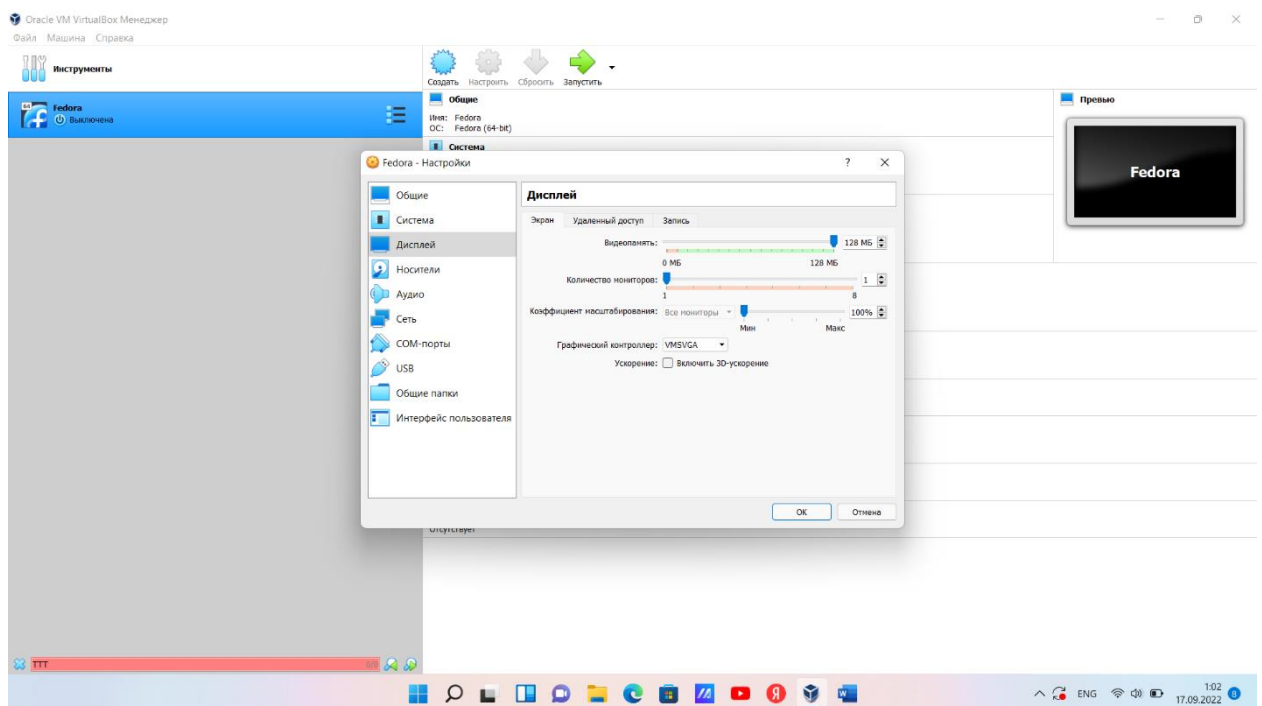 Oracle VM VirtualBox Менеджер
Файл Машина Справка
Инструменты
Создать Настроить Сбросить Запустить
64
Fedora
Выключена
Общие
Имя: Fedora
ОС: Fedora (64-bit)
Превью
Fedora
Система
Fedora - Настройки
? 
Общие
Система
Дисплей
Носители
Аудио
Сеть
COM-порты
USB
Общие папки
Интерфейс пользователя
Дисплей
Экран Удаленный доступ Запись
Видеопамять: 128 МБ
0 МБ 128 МБ
Количество мониторов: 1
1 8
Коэффициент масштабирования: Все мониторы 100%
Мин Макс
Графический контроллер: VMSVGA
Ускорение: Включить 3D-ускорение
OK Отмена
Отсутствует
TTT 0/0
ENG 1:02
17.09.2022 8